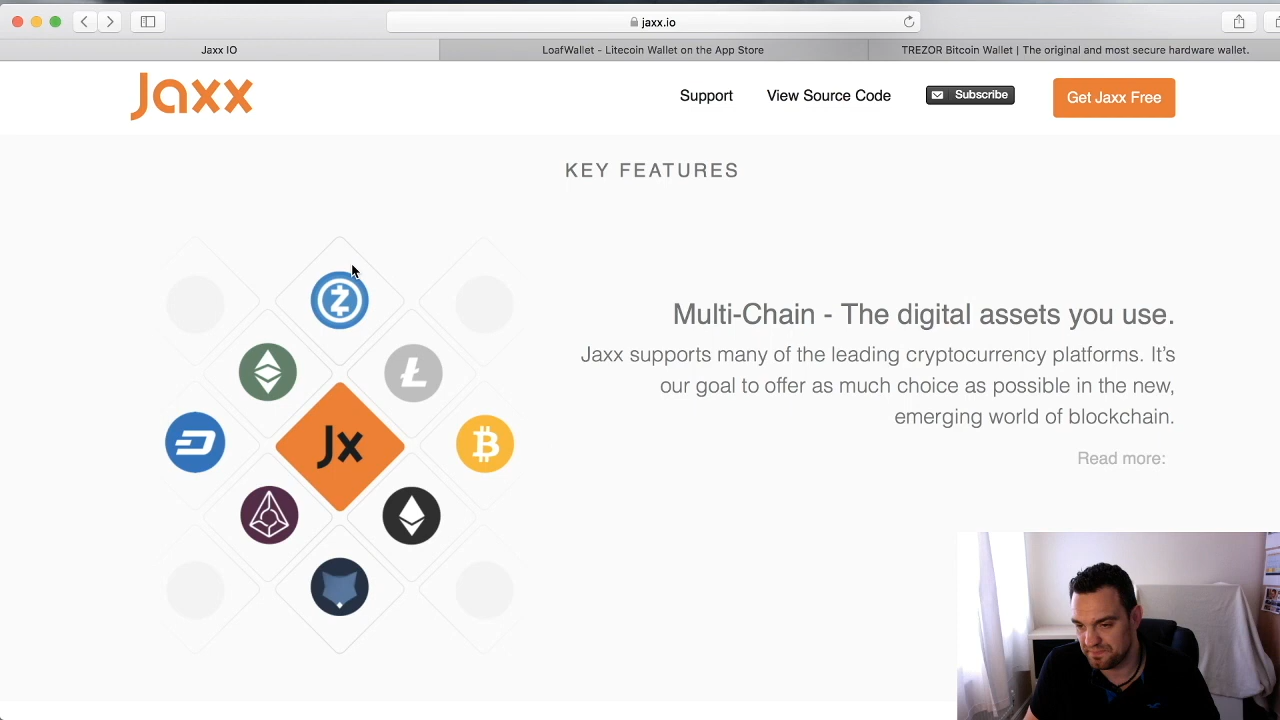 jaxx.io
Jaxx IO
LoafWallet - Litecoin Wallet on the App Store
TREZOR Bitcoin Wallet | The original and most secure hardware wallet.
Jaxx
Support
View Source Code
Subscribe
Get Jaxx Free
KEY FEATURES
Multi-Chain - The digital assets you use.
Jaxx supports many of the leading cryptocurrency platforms. It’s
our goal to offer as much choice as possible in the new,
emerging world of blockchain.
Read more:
Jx